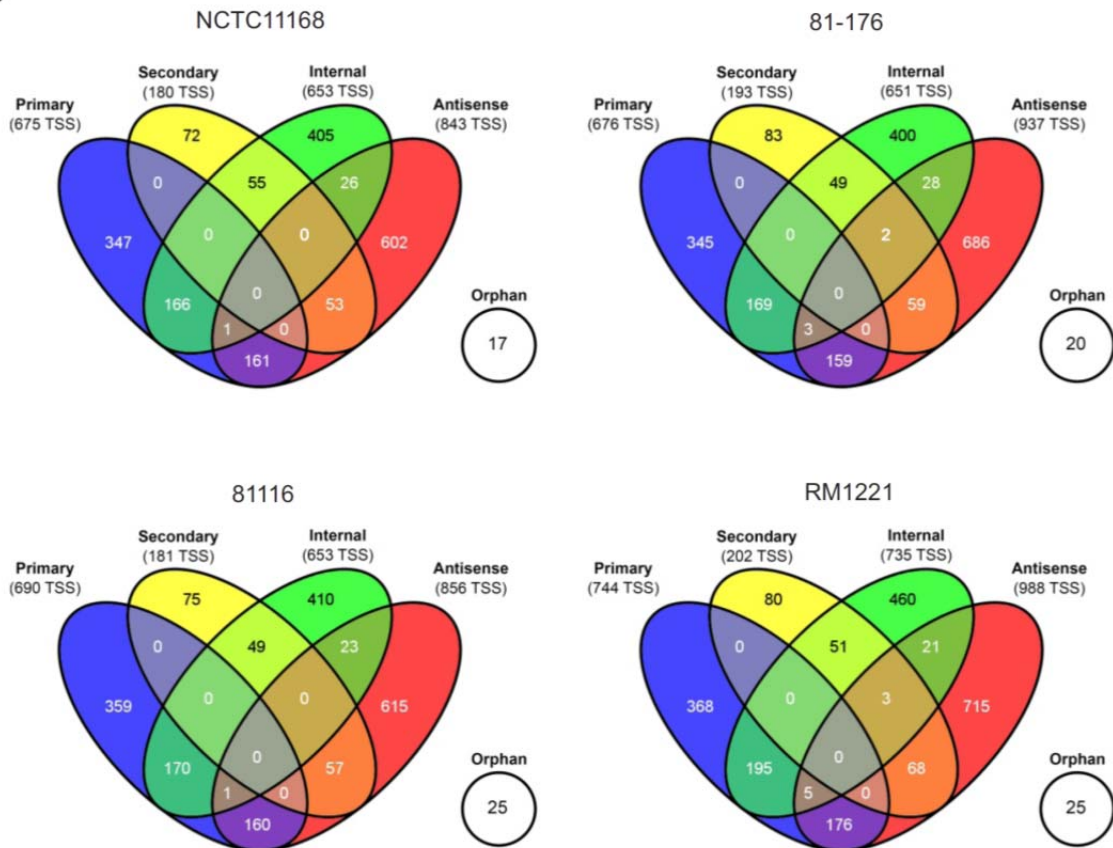 NCTC11168
Secondary
(180 TSS)
Internal
(653 TSS)
Primary
(675 TSS)
Antisense
(843 TSS)
72
405
0
55
26
347
0
0
602
166
0
53
1
0
161
Orphan
17
81-176
Secondary
(193 TSS)
Internal
(651 TSS)
Primary
(676 TSS)
Antisense
(937 TSS)
83
400
0
49
28
345
0
2
686
169
0
59
3
0
159
Orphan
20
81116
Secondary
(181 TSS)
Internal
(653 TSS)
Primary
(690 TSS)
Antisense
(856 TSS)
75
410
0
49
23
359
0
0
615
170
0
57
1
0
160
Orphan
25
RM1221
Secondary
(202 TSS)
Internal
(735 TSS)
Primary
(744 TSS)
Antisense
(988 TSS)
80
460
0
51
21
368
0
3
715
195
0
68
5
0
176
Orphan
25